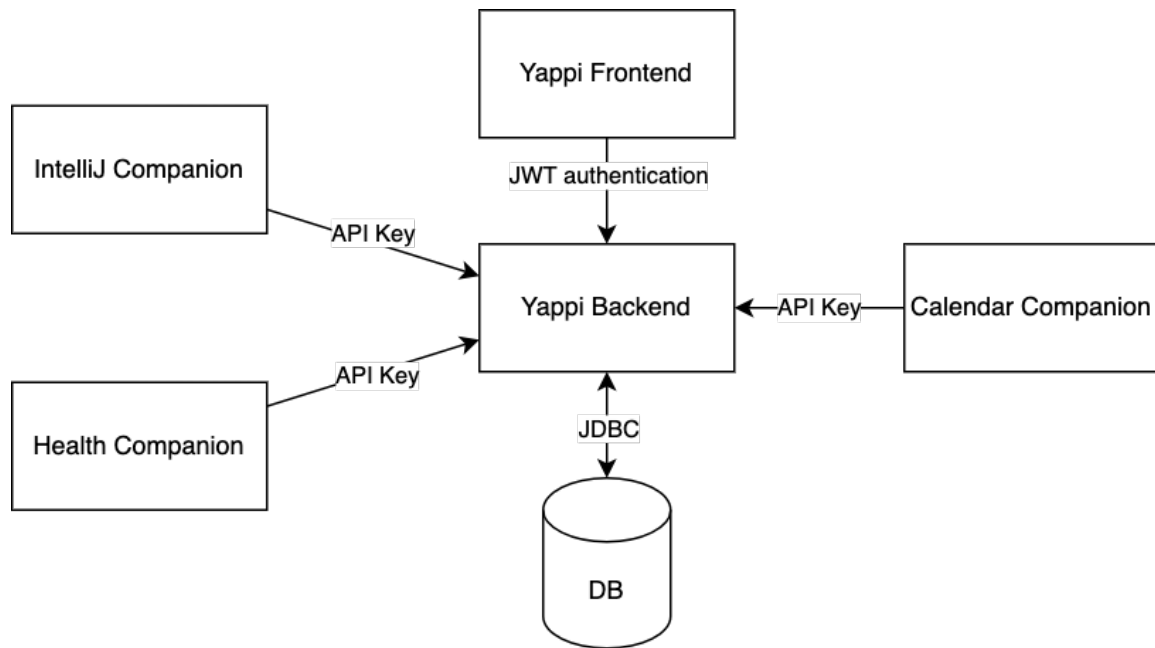 Yappi Frontend
IntelliJ Companion
JWT authentication
API Key
Yappi Backend
API Key
Calendar Companion
API Key
Health Companion
JDBC
DB